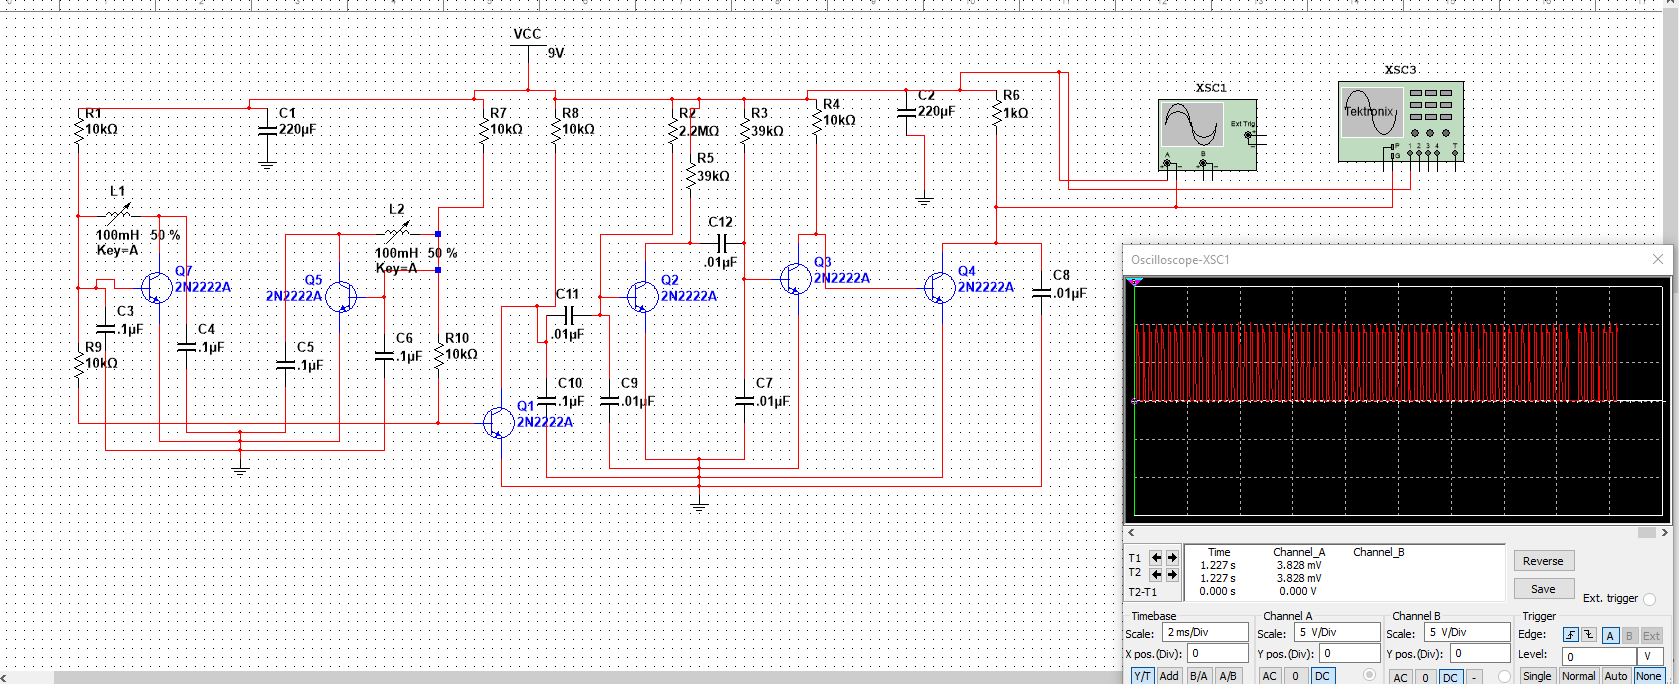 VCC
9V
R1
10kΩ
C1
220µF
R7
10kΩ
R8
10kΩ
R2
2.2MΩ
R3
39kΩ
R4
10kΩ
C2
220µF
R6
1kΩ
XSC1
Ext Trig
A
B
XSC3
Tektronix
P
G
1 2 3 4
T
R5
39kΩ
L1
100mH 50 %
Key=A
L2
100mH 50 %
Key=A
C12
.01µF
Q7
2N2222A
Q5
2N2222A
Q2
2N2222A
Q3
2N2222A
Q4
2N2222A
C8
.01µF
C11
.01µF
C3
.1µF
C4
.1µF
R9
10kΩ
C5
.1µF
C6
.1µF
R10
10kΩ
C10
.1µF
C9
.01µF
C7
.01µF
Q1
2N2222A
Oscilloscope-XSC1
Time Channel_A Channel_B
T1 1.227 s 3.828 mV
T2 1.227 s 3.828 mV
T2-T1 0.000 s 0.000 V
Reverse
Save
Ext. trigger
Timebase
Scale: 2 ms/Div
X pos.(Div): 0
Y/T Add B/A A/B
Channel A
Scale: 5 V/Div
Y pos.(Div): 0
AC 0 DC
Channel B
Scale: 5 V/Div
Y pos.(Div): 0
AC 0 DC -
Trigger
Edge: A B Ext
Level: 0 V
Single Normal Auto None